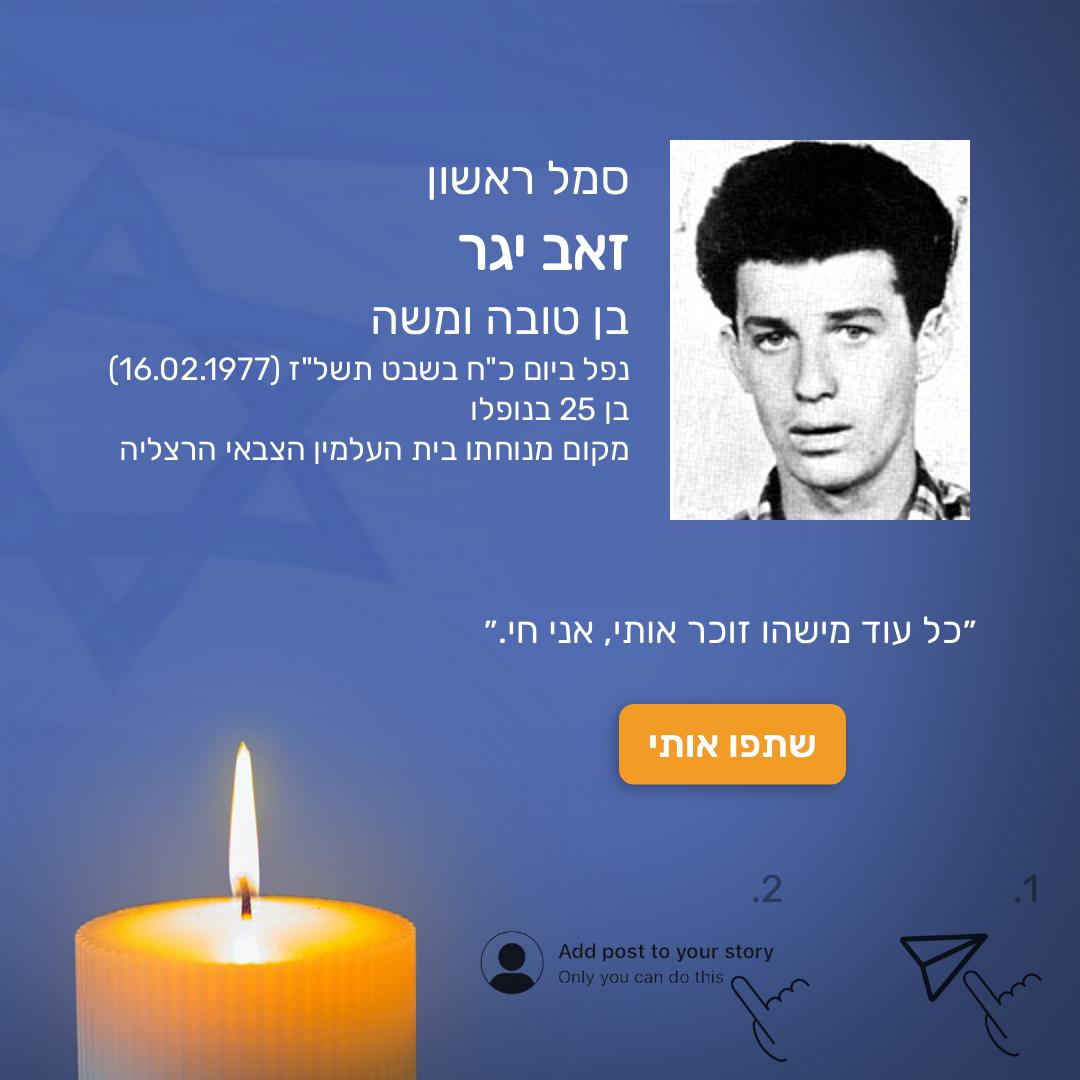 סמל ראשון
זאב יגר
בן טובה ומשה
נפל ביום כ"ח בשבט תשל"ז (16.02.1977)
בן 25 בנופלו
מקום מנוחתו בית העלמין הצבאי הרצליה
״כל עוד מישהו זוכר אותי, אני חי.״
שתפו אותי
.1
.2
Add post to your story
Only you can do this